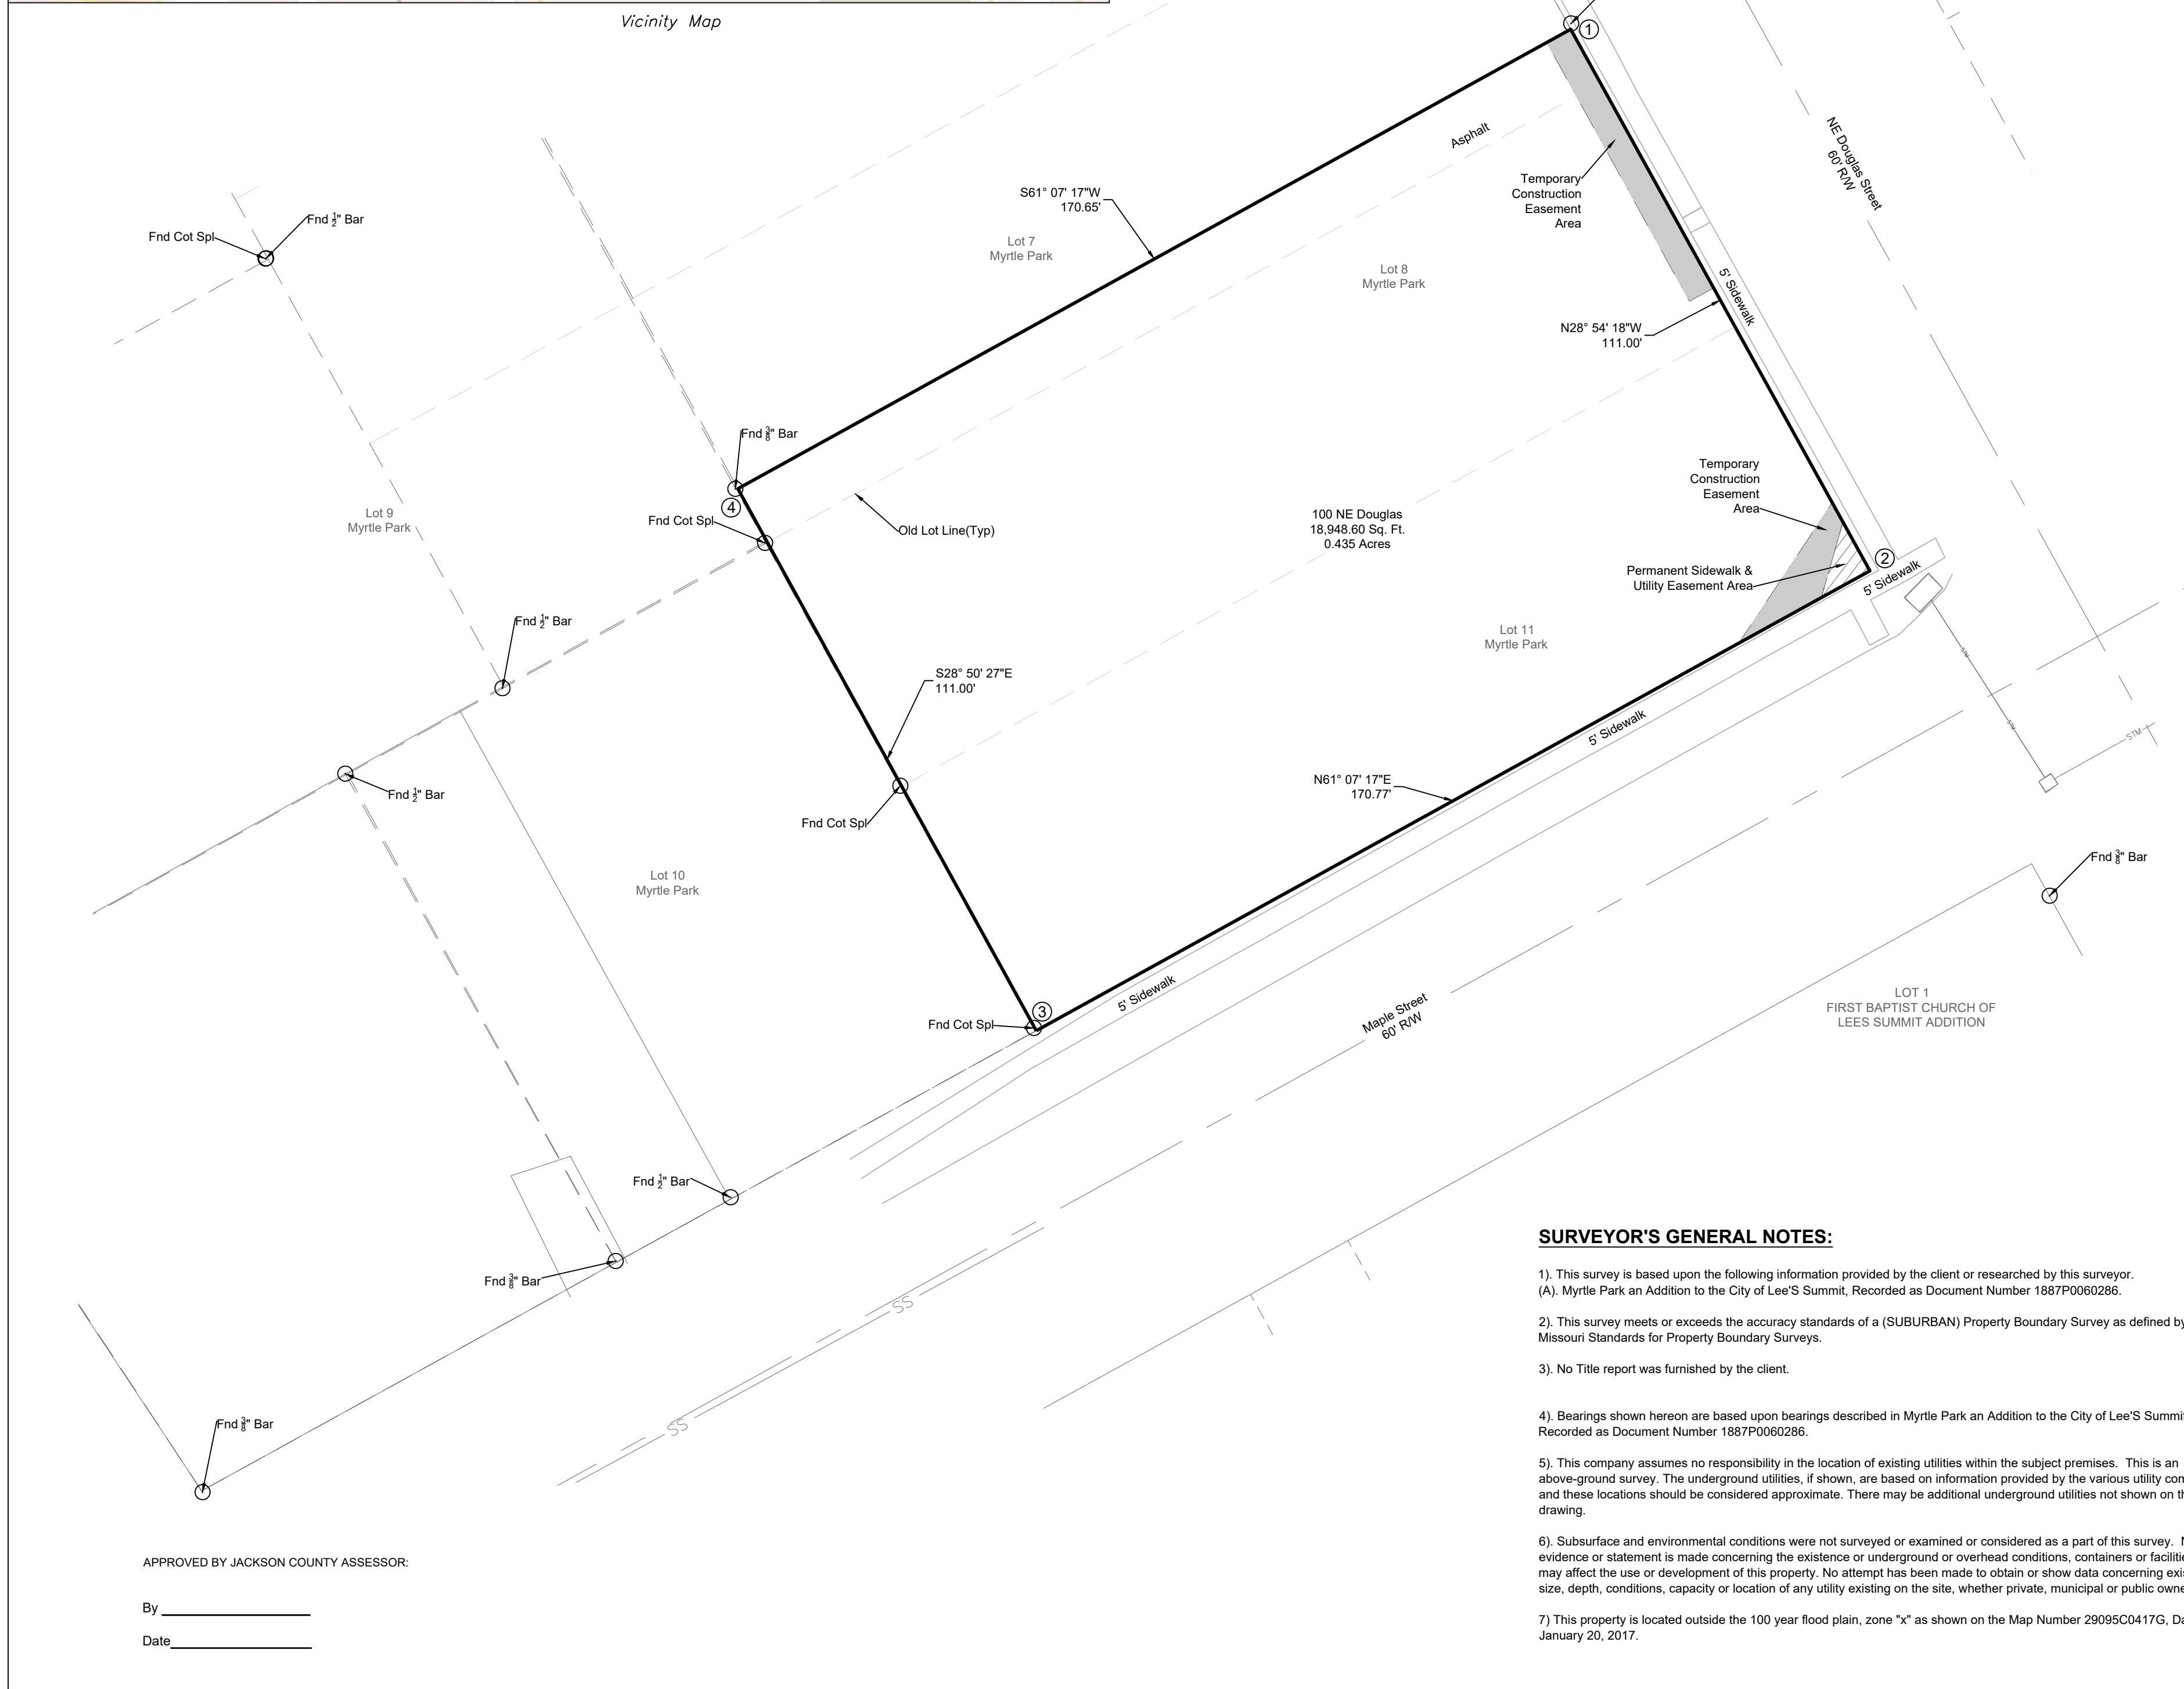 Vicinity Map
1
Asphalt
NE Douglas Street
60' R/W
Temporary
Construction
Easement
Area
S61° 07' 17"W
170.65'
Fnd 1/2" Bar
Fnd Cot Spl
Lot 7
Myrtle Park
Lot 8
Myrtle Park
5' Sidewalk
N28° 54' 18"W
111.00'
Fnd 3/8" Bar
4
Fnd Cot Spl
Old Lot Line(Typ)
Lot 9
Myrtle Park
100 NE Douglas
18,948.60 Sq. Ft.
0.435 Acres
Temporary
Construction
Easement
Area
2
Permanent Sidewalk &
Utility Easement Area
5' Sidewalk
Fnd 1/2" Bar
Lot 11
Myrtle Park
STM
STM
STM
S28° 50' 27"E
111.00'
5' Sidewalk
N61° 07' 17"E
170.77'
Fnd 1/2" Bar
Fnd Cot Spl
Lot 10
Myrtle Park
Fnd 3/8" Bar
3
Fnd Cot Spl
5' Sidewalk
Maple Street
60' R/W
LOT 1
FIRST BAPTIST CHURCH OF
LEES SUMMIT ADDITION
Fnd 1/2" Bar
Fnd 3/8" Bar
SS
SS
Fnd 3/8" Bar
APPROVED BY JACKSON COUNTY ASSESSOR:
By
Date
SURVEYOR'S GENERAL NOTES:
1). This survey is based upon the following information provided by the client or researched by this surveyor.
(A). Myrtle Park an Addition to the City of Lee'S Summit, Recorded as Document Number 1887P0060286.
2). This survey meets or exceeds the accuracy standards of a (SUBURBAN) Property Boundary Survey as defined by
Missouri Standards for Property Boundary Surveys.
3). No Title report was furnished by the client.
4). Bearings shown hereon are based upon bearings described in Myrtle Park an Addition to the City of Lee'S Summit
Recorded as Document Number 1887P0060286.
5). This company assumes no responsibility in the location of existing utilities within the subject premises. This is an
above-ground survey. The underground utilities, if shown, are based on information provided by the various utility
and these locations should be considered approximate. There may be additional underground utilities not shown on
drawing.
6). Subsurface and environmental conditions were not surveyed or examined or considered as a part of this survey.
evidence or statement is made concerning the existence or underground or overhead conditions, containers or
may affect the use or development of this property. No attempt has been made to obtain or show data concerning
size, depth, conditions, capacity or location of any utility existing on the site, whether private, municipal or public
7) This property is located outside the 100 year flood plain, zone "x" as shown on the Map Number 29095C0417G,
January 20, 2017.